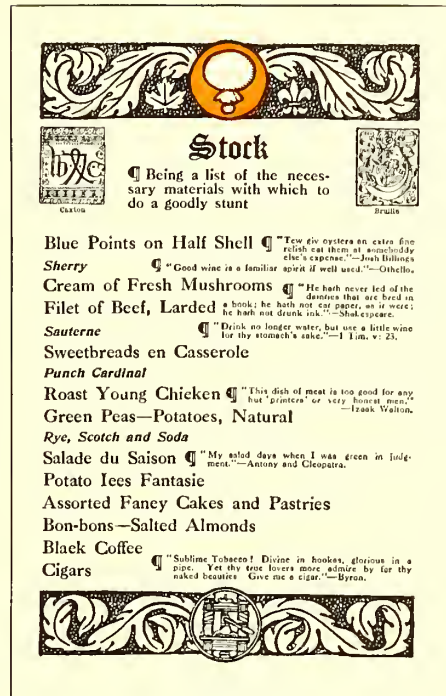 Stock
Caxton
¶ Being a list of the neces-
sary materials with which to
do a goodly stunt
Brulls
Blue Points on Half Shell ¶ "Tew giv oysters an extra fine
relish eat them at somebuddy
else's expense."—Josh Billings
Sherry ¶ "Good wine is a familiar spirit if well used."—Othello.
Cream of Fresh Mushrooms ¶ "He hath never fed of the
dainties that are bred in
Filet of Beef, Larded a book; he hath not eat paper, as it were;
he hath not drunk ink."—Shakespeare.
Sauterne ¶ "Drink no longer water, but use a little wine
for thy stomach's sake."—I Tim. v: 23.
Sweetbreads en Casserole
Punch Cardinal
Roast Young Chicken ¶ "This dish of meat is too good for any
but 'printers' or very honest men."
—Izaak Walton.
Green Peas—Potatoes, Natural
Rye, Scotch and Soda
Salade du Saison ¶ "My salad days when I was green in judg-
ment."—Antony and Cleopatra.
Potato Ices Fantasie
Assorted Fancy Cakes and Pastries
Bon-bons—Salted Almonds
Black Coffee
Cigars ¶ "Sublime Tobacco! Divine in hookas, glorious in a
pipe. Yet thy true lovers more admire by far thy
naked beauties Give me a cigar."—Byron.